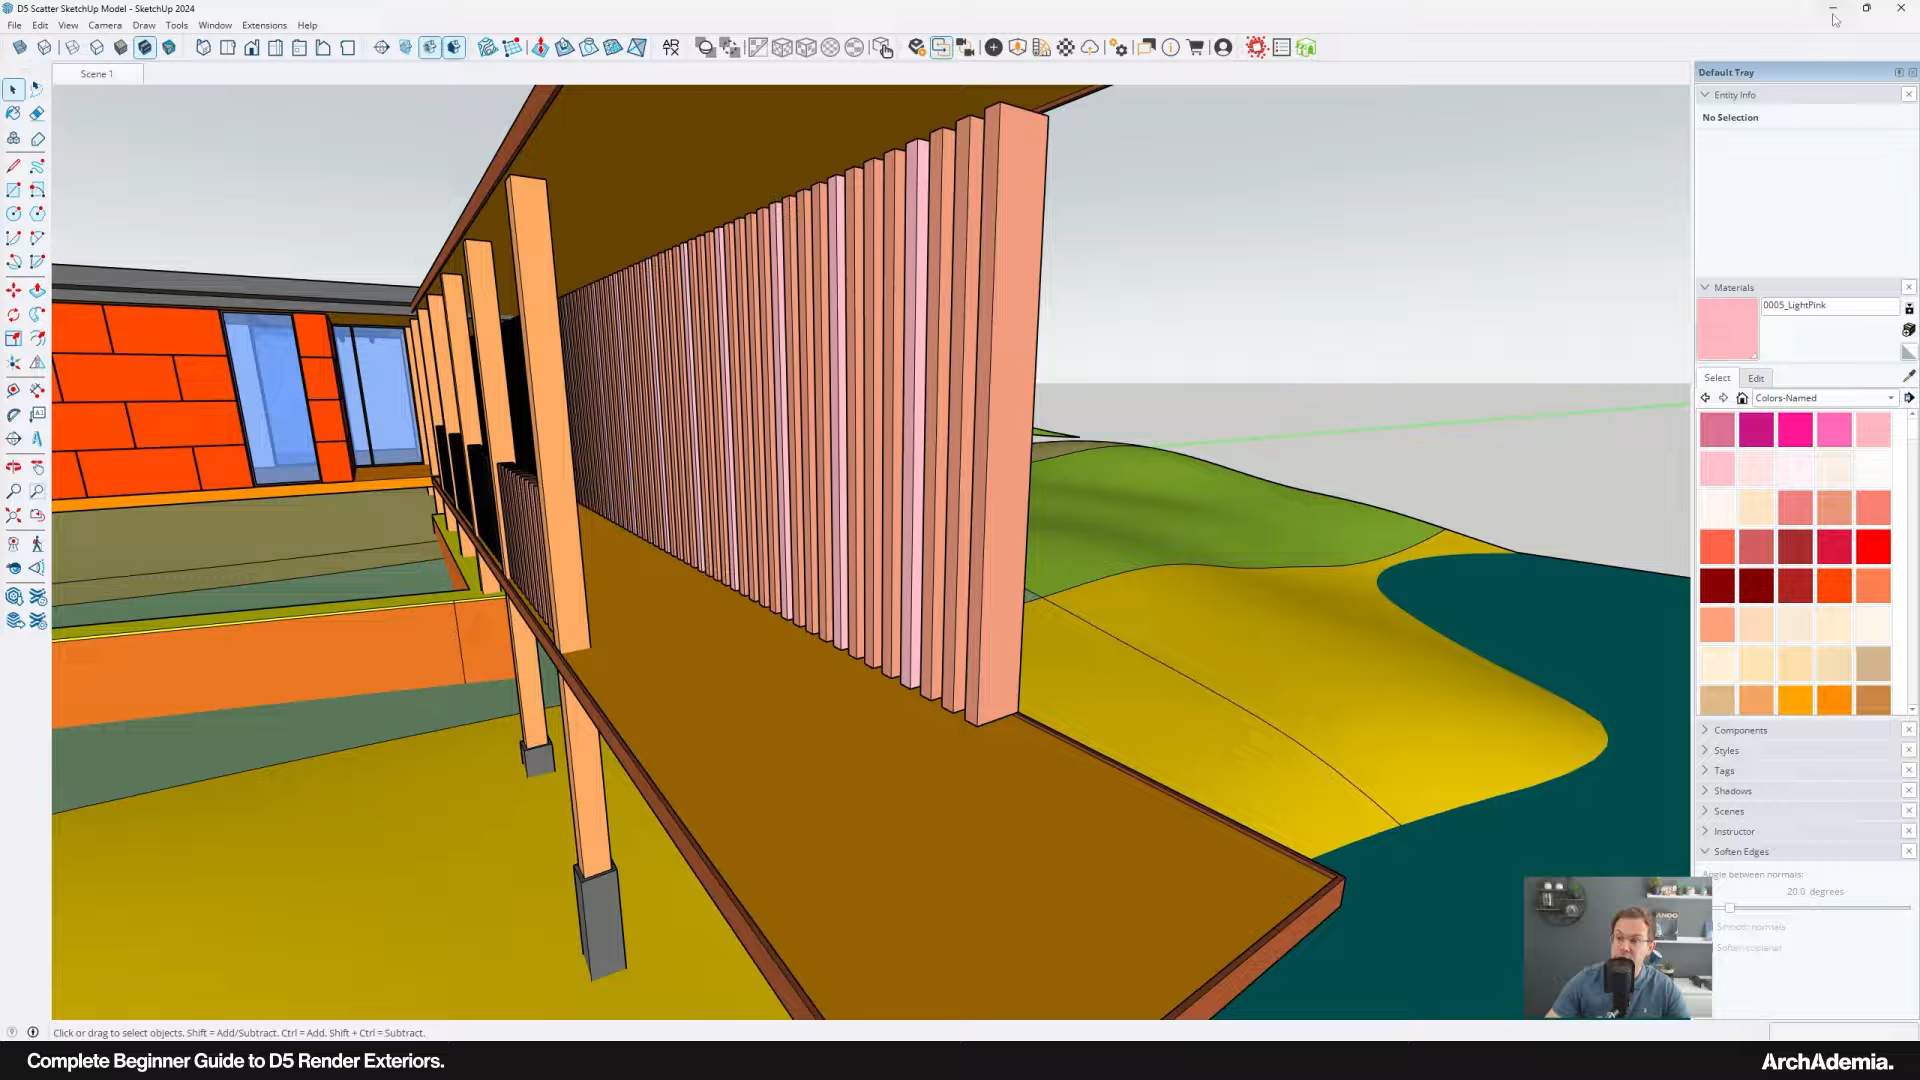 D5 Scatter SketchUp Model - SketchUp 2024
File Edit View Camera Draw Tools Window Extensions Help
Scene 1
Default Tray
Entity Info
No Selection
Materials
0005_LightPink
Select Edit
Colors-Named
Components
Styles
Tags
Shadows
Scenes
Instructor
Soften Edges
Angle between normals:
20.0 degrees
Smooth normals
Soften coplanar
Click or drag to select objects. Shift = Add/Subtract. Ctrl = Add. Shift + Ctrl = Subtract.
Complete Beginner Guide to D5 Render Exteriors.
ArchAdemia.